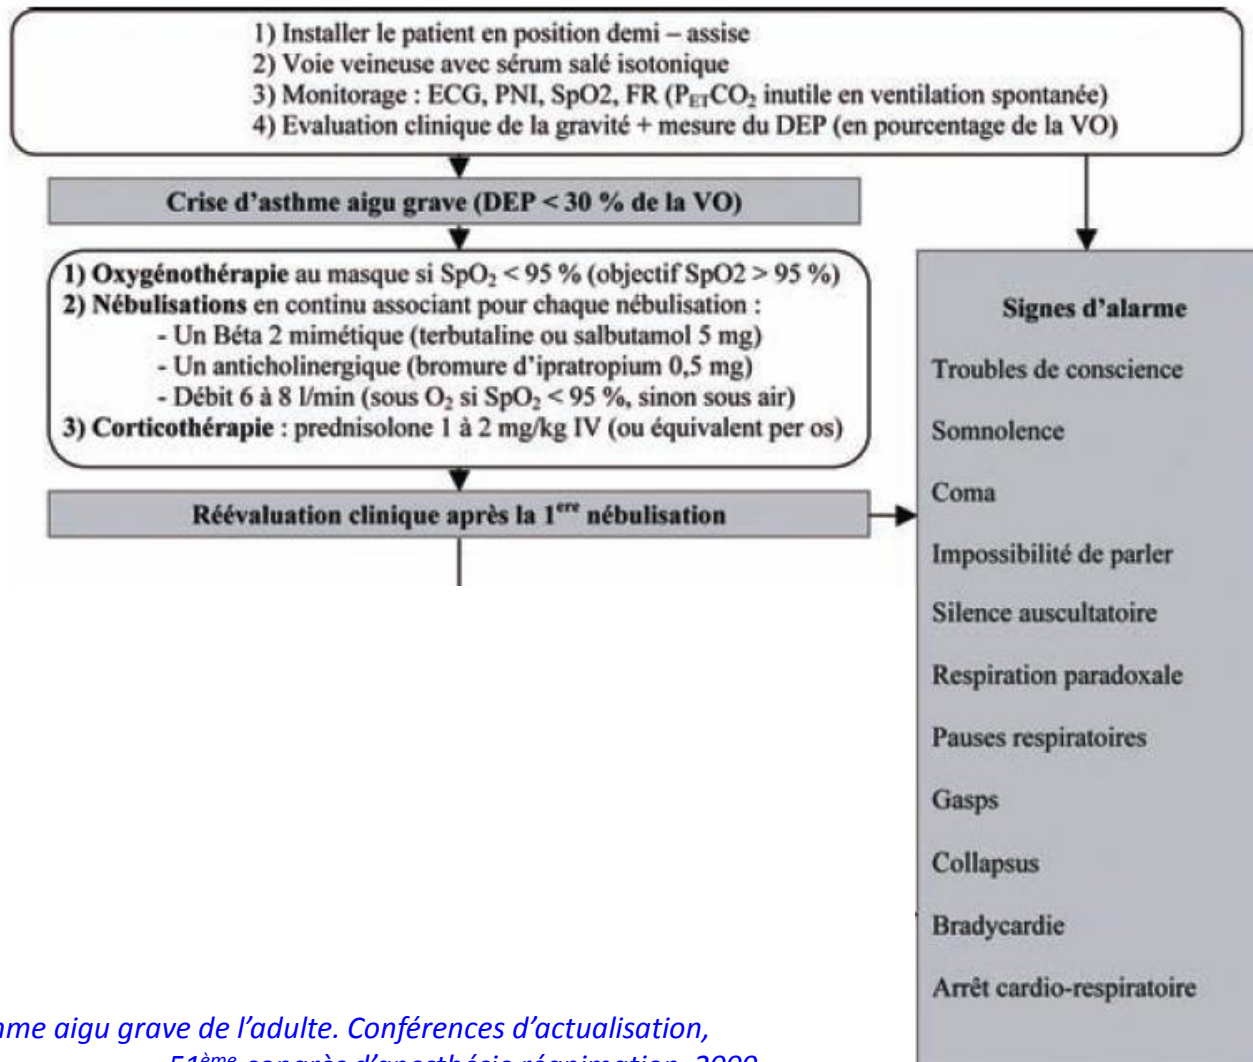 1) Installer le patient en position demi – assise
2) Voie veineuse avec sérum salé isotonique
3) Monitorage : ECG, PNI, SpO2, FR (PETCO2 inutile en ventilation spontanée)
4) Evaluation clinique de la gravité + mesure du DEP (en pourcentage de la VO)
Crise d'asthme aigu grave (DEP < 30 % de la VO)
1) Oxygénothérapie au masque si SpO2 < 95 % (objectif SpO2 > 95 %)
2) Nébulisations en continu associant pour chaque nébulisation :
- Un Béta 2 mimétique (terbutaline ou salbutamol 5 mg)
- Un anticholinergique (bromure d'ipratropium 0,5 mg)
- Débit 6 à 8 l/min (sous O2 si SpO2 < 95 %, sinon sous air)
3) Corticothérapie : prednisolone 1 à 2 mg/kg IV (ou équivalent per os)
Réévaluation clinique après la 1ere nébulisation
Signes d'alarme
Troubles de conscience
Somnolence
Coma
Impossibilité de parler
Silence auscultatoire
Respiration paradoxale
Pauses respiratoires
Gasps
Collapsus
Bradycardie
Arrêt cardio-respiratoire
aigu grave de l'adulte. Conférences d'actualisation,